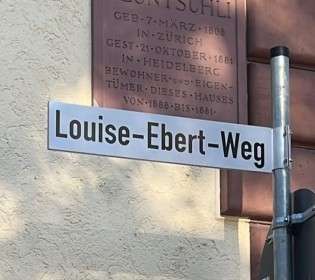 UNTSCHLI
GEB·7·MÄRZ·1808
IN·ZÜRICH
GEST·21·OKTOBER·1881
IN·HEIDELBERG
BEWOHNER·UND·EIGEN-
TÜMER·DIESES·HAUSES
VON·1866·BIS·1881·
Louise-Ebert-Weg